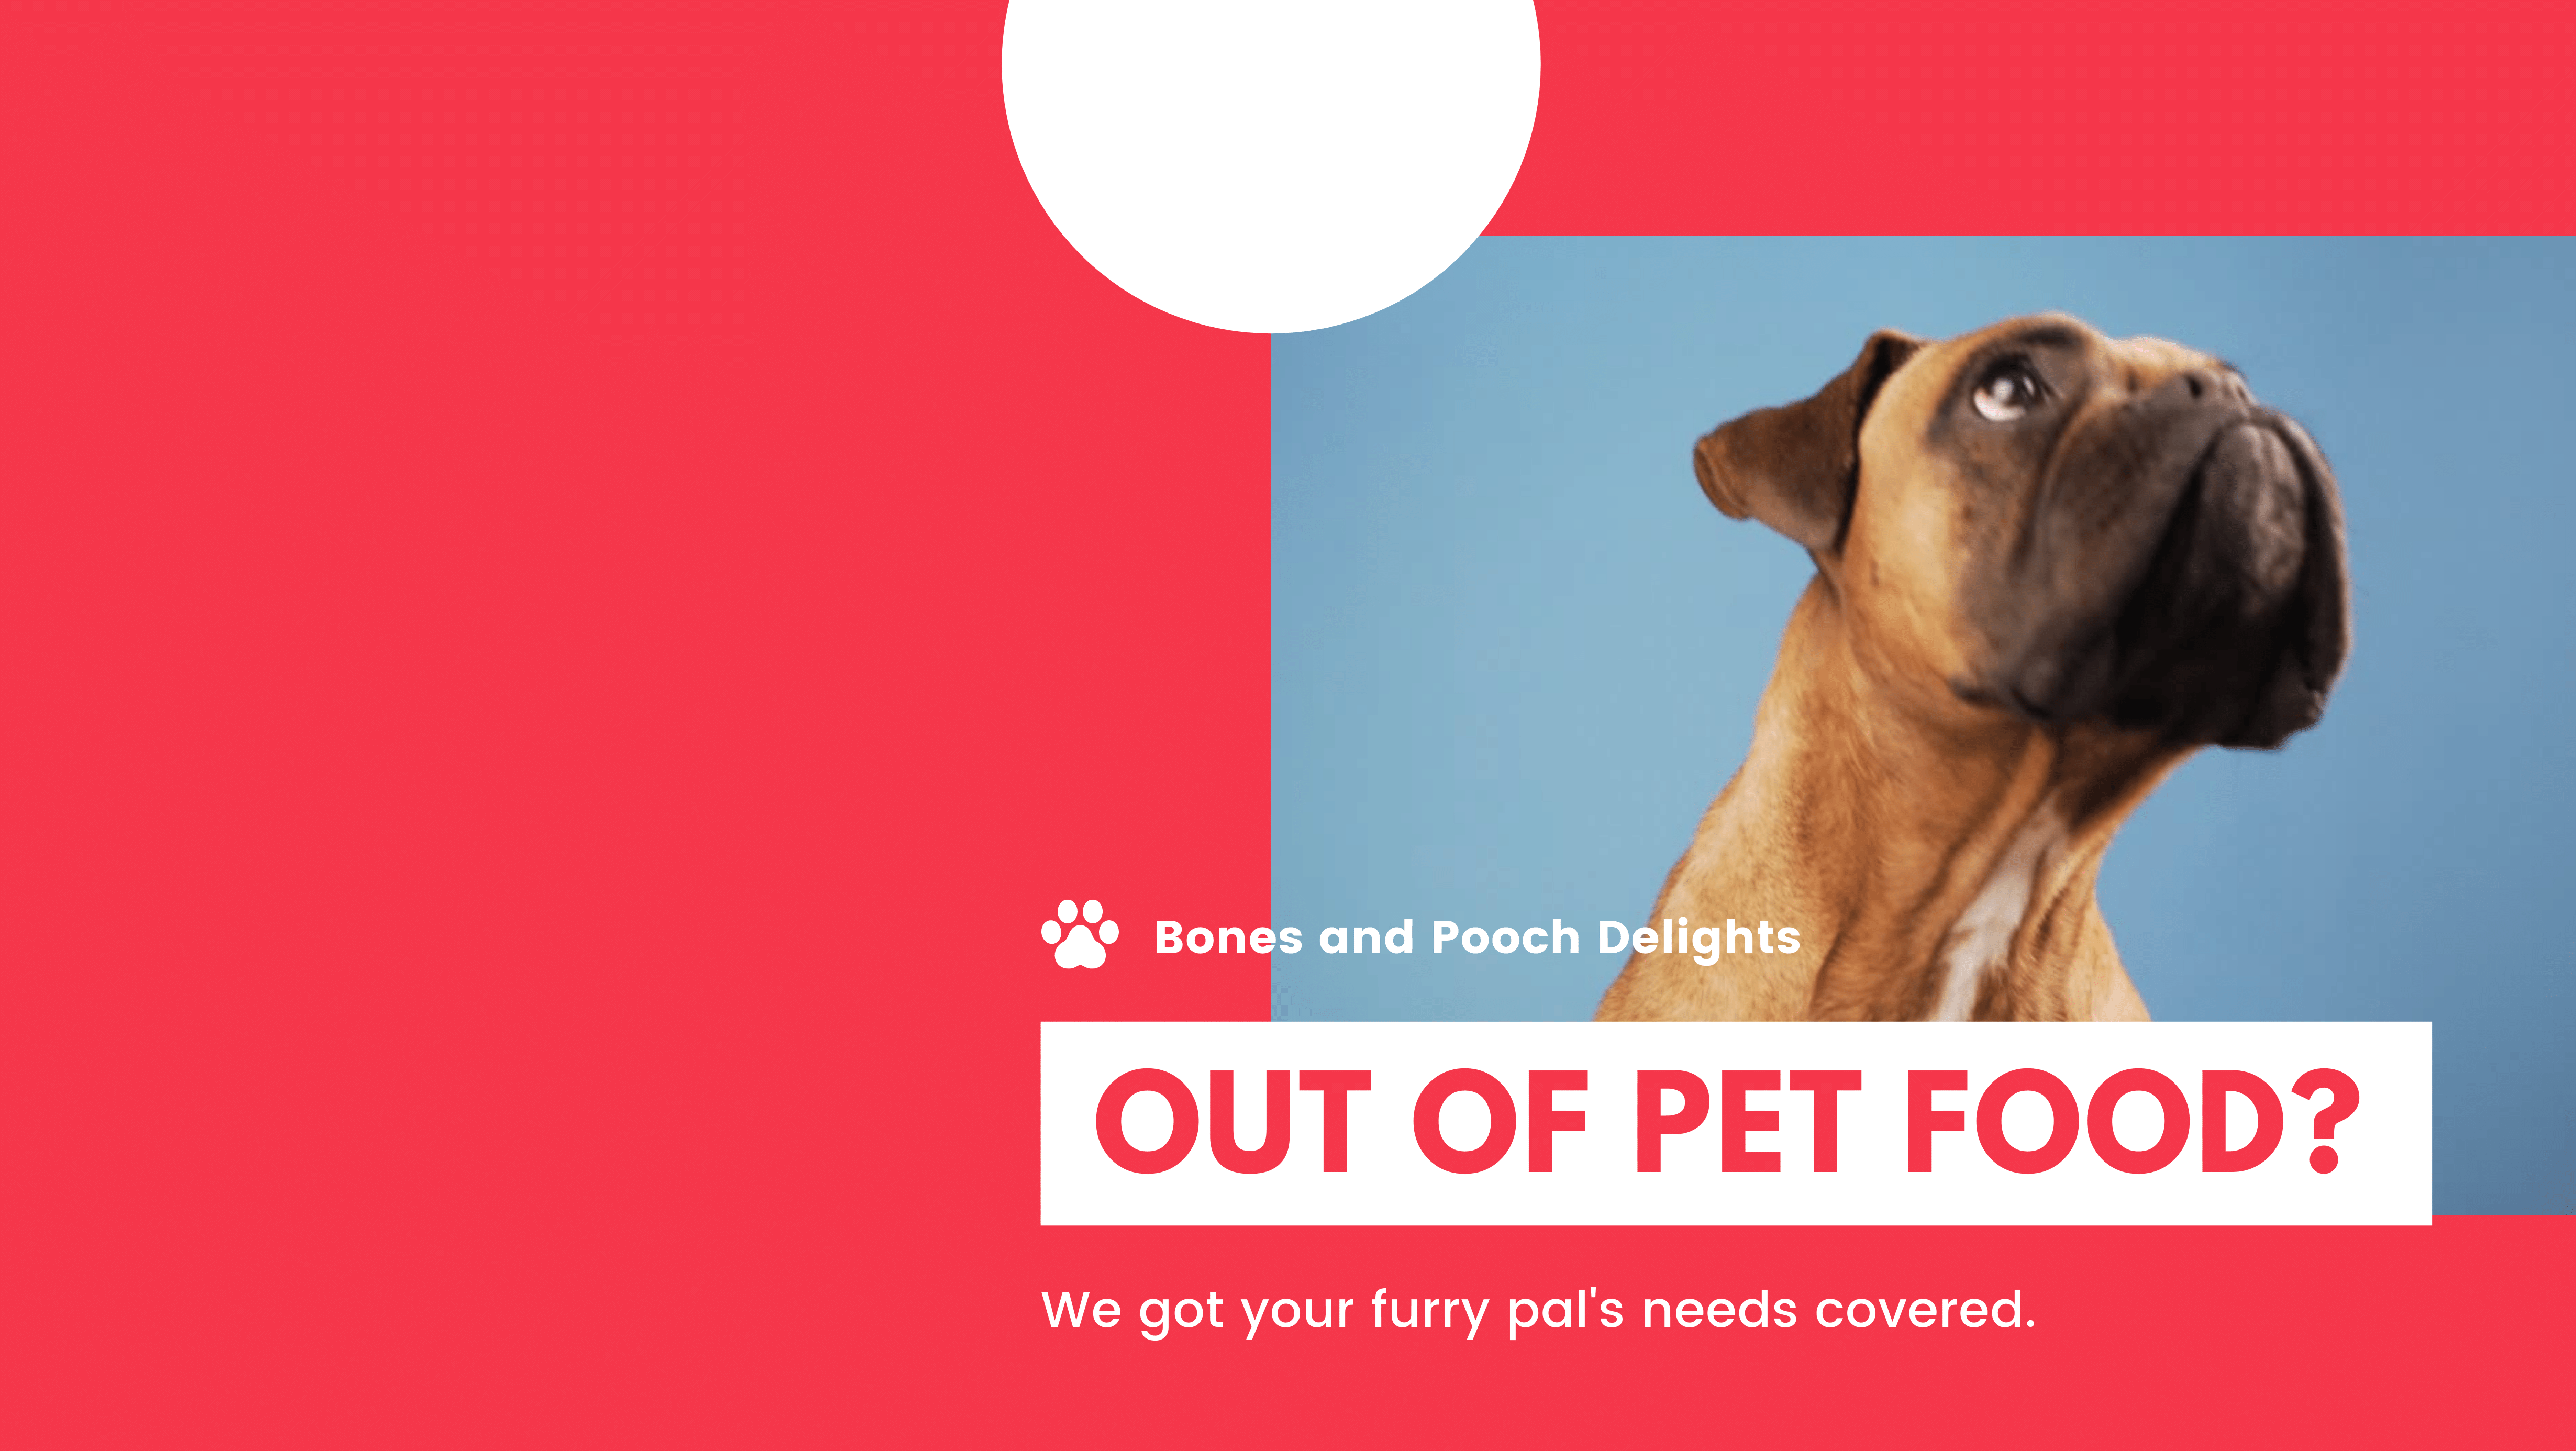 Bones and Pooch Delights
OUT OF PET FOOD?
We got your furry pal's needs covered.